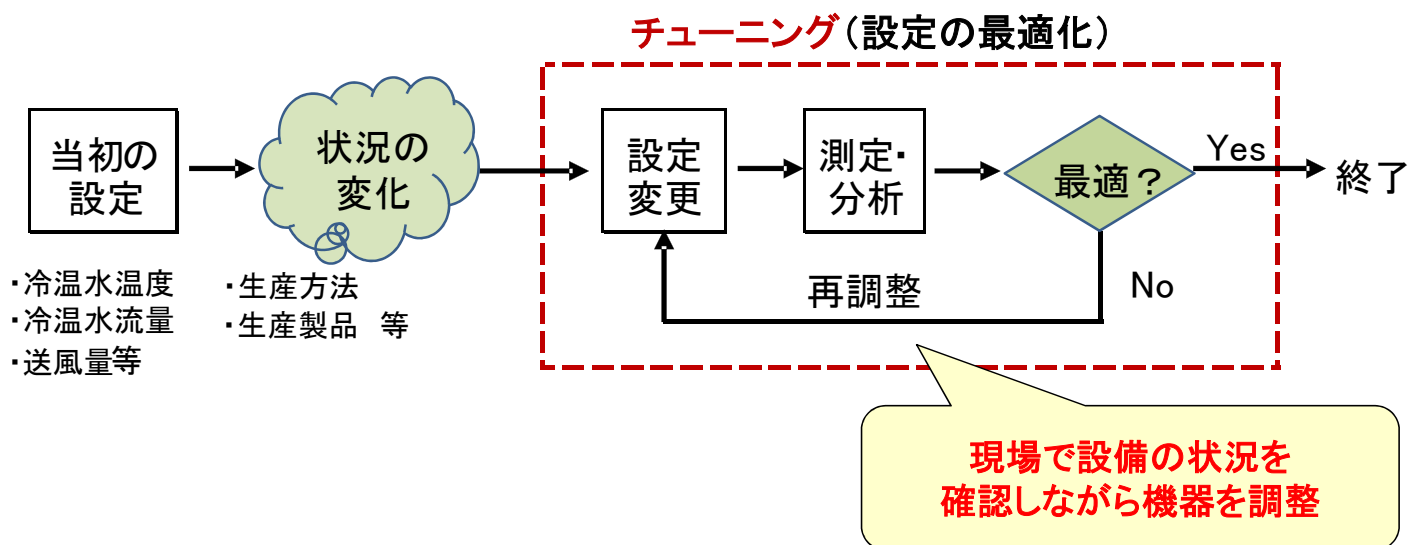 チューニング（設定の最適化）
当初の
設定
状況の
変化
設定
変更
測定・
分析
最適？
Yes
終了
No
再調整
・冷温水温度
・冷温水流量
・送風量等
・生産方法
・生産製品　等
現場で設備の状況を
確認しながら機器を調整